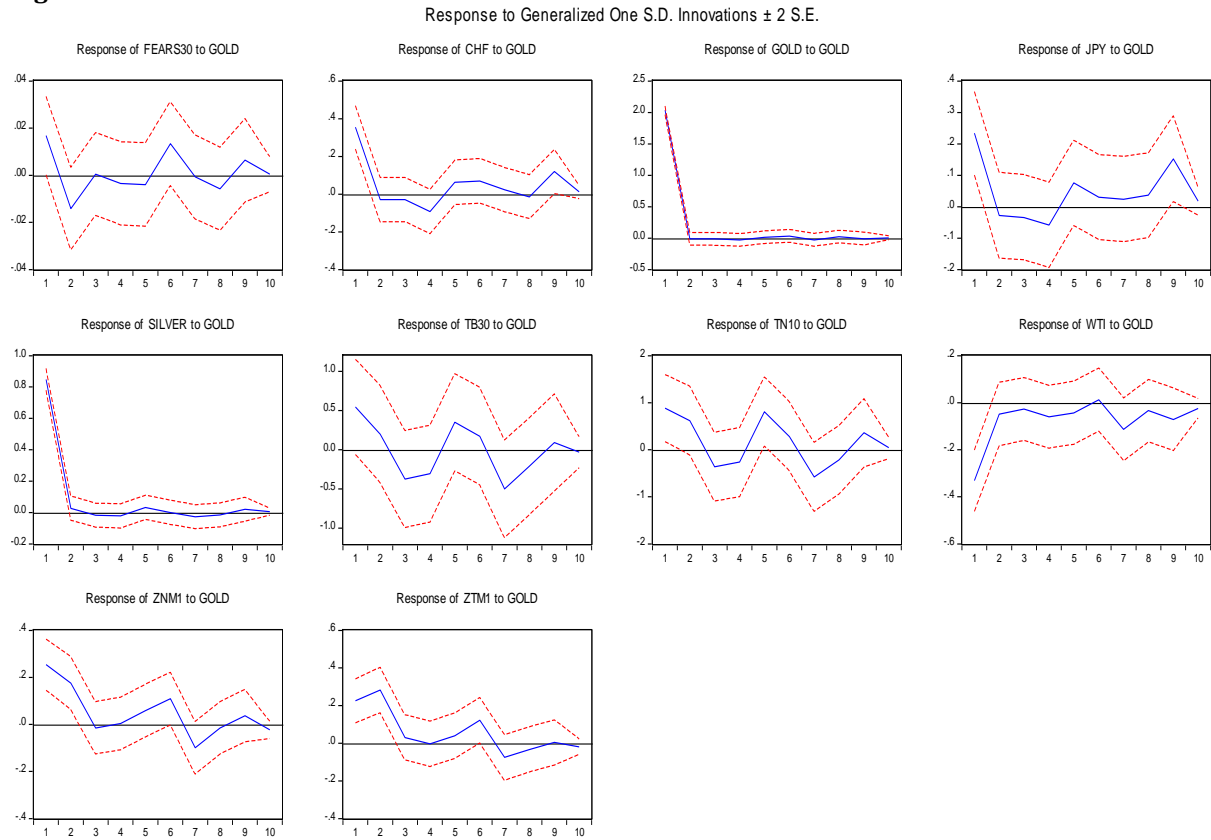 Response to Generalized One S.D. Innovations ± 2 S.E.
Response of FEARS30 to GOLD
.04
.02
.00
-.02
-.04
1 2 3 4 5 6 7 8 9 10
Response of CHF to GOLD
.6
.4
.2
.0
-.2
-.4
1 2 3 4 5 6 7 8 9 10
Response of GOLD to GOLD
2.5
2.0
1.5
1.0
0.5
0.0
-0.5
1 2 3 4 5 6 7 8 9 10
Response of JPY to GOLD
.4
.3
.2
.1
.0
-.1
-.2
1 2 3 4 5 6 7 8 9 10
Response of SILVER to GOLD
1.0
0.8
0.6
0.4
0.2
0.0
-0.2
1 2 3 4 5 6 7 8 9 10
Response of TB30 to GOLD
1.0
0.5
0.0
-0.5
-1.0
1 2 3 4 5 6 7 8 9 10
Response of TN10 to GOLD
2
1
0
-1
-2
1 2 3 4 5 6 7 8 9 10
Response of WTI to GOLD
.2
.0
-.2
-.4
-.6
1 2 3 4 5 6 7 8 9 10
Response of ZNM1 to GOLD
.4
.2
.0
-.2
-.4
1 2 3 4 5 6 7 8 9 10
Response of ZTM1 to GOLD
.6
.4
.2
.0
-.2
-.4
1 2 3 4 5 6 7 8 9 10